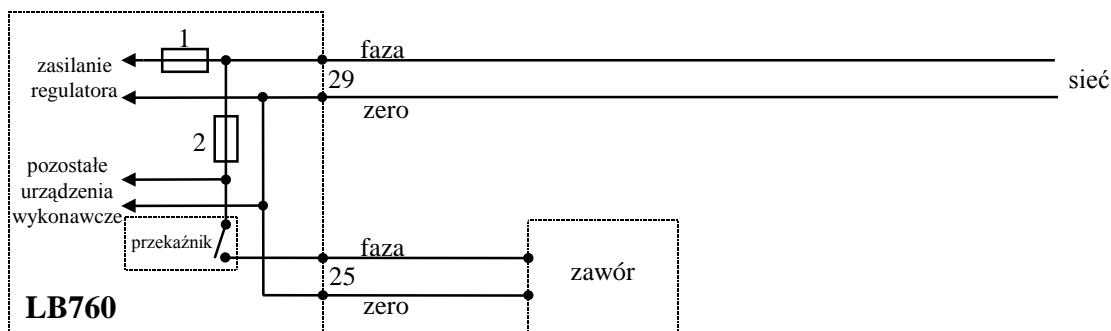 1
faza
zasilanie
regulatora
29
sieć
zero
2
pozostałe
urządzenia
wykonawcze
przekaźnik
faza
25
zawór
zero
LB760